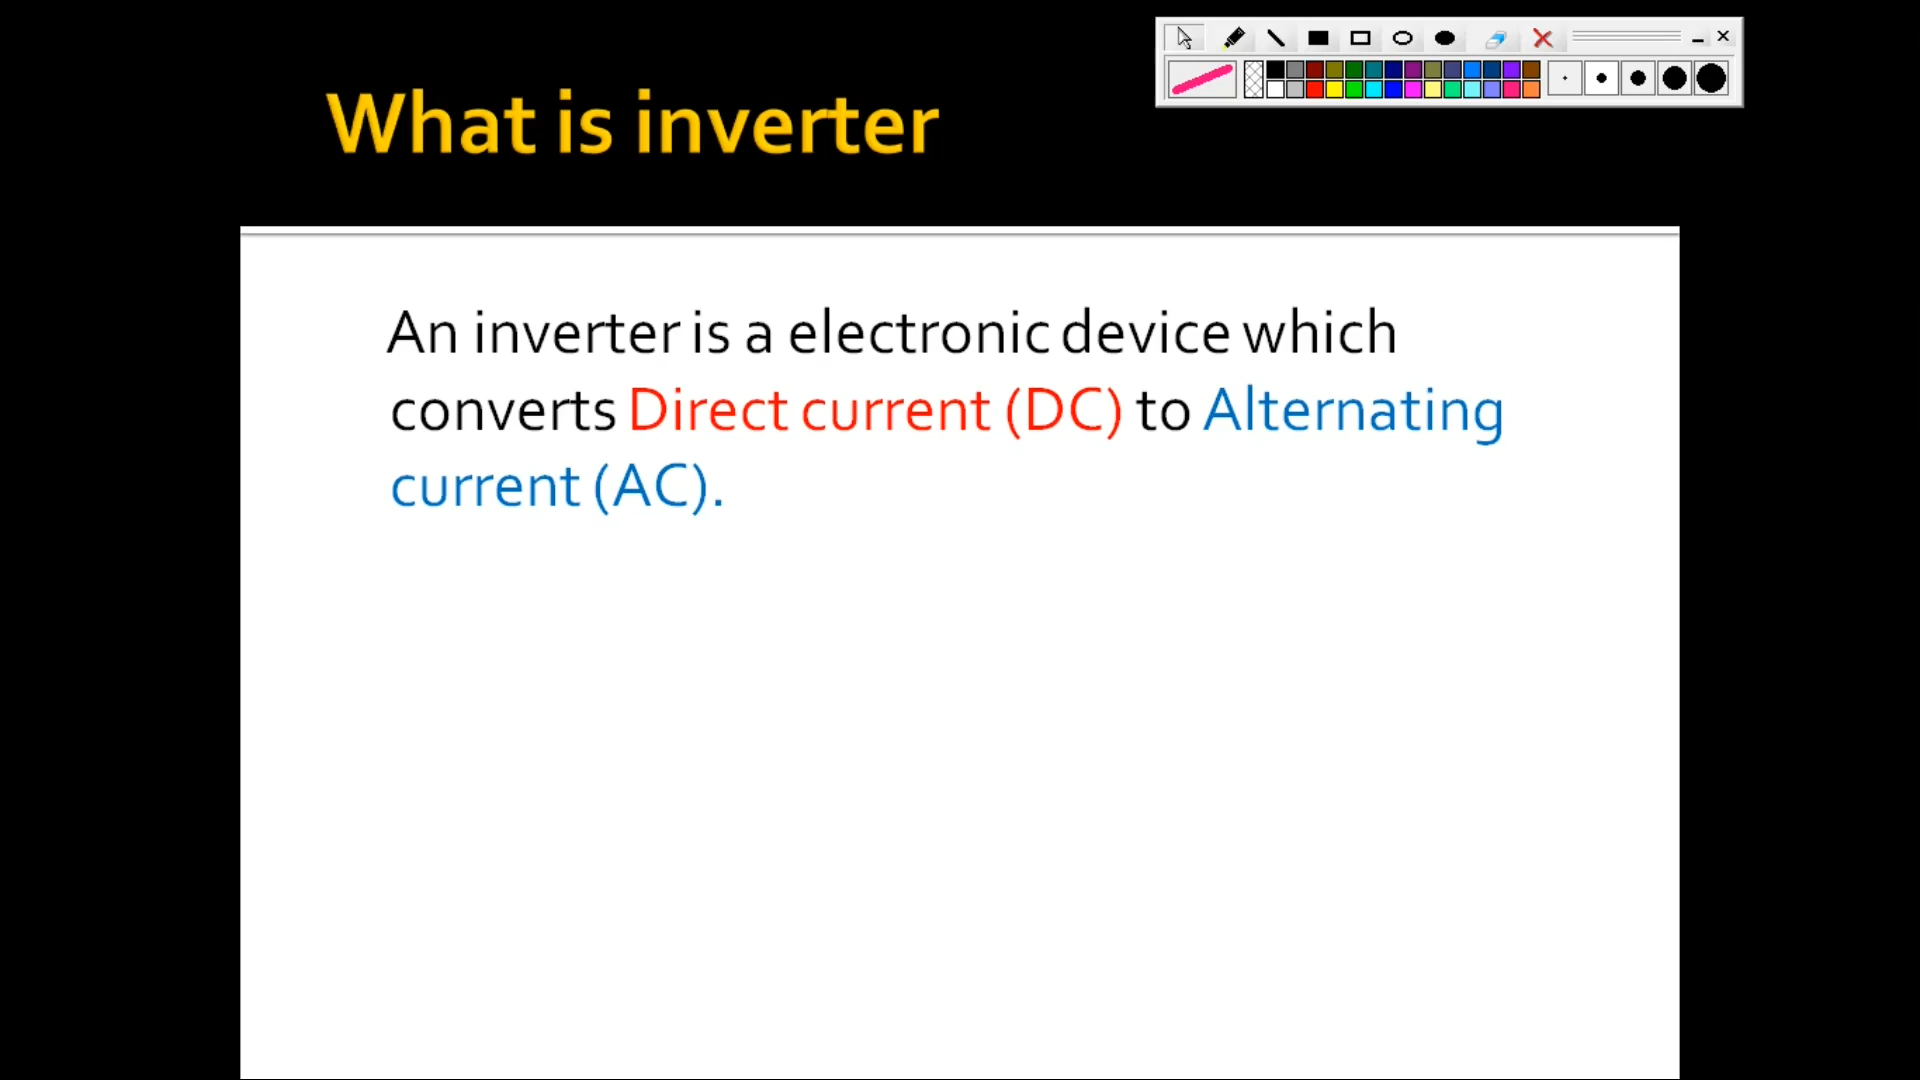 What is inverter
An inverter is a electronic device which
converts Direct current (DC) to Alternating
current (AC).